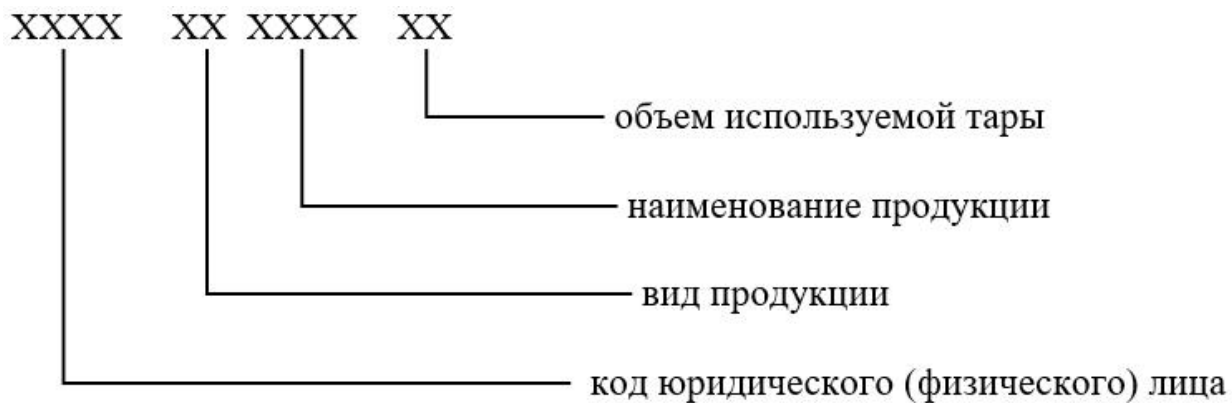 XXXX XX XXXX XX
объем используемой тары
наименование продукции
вид продукции
код юридического (физического) лица